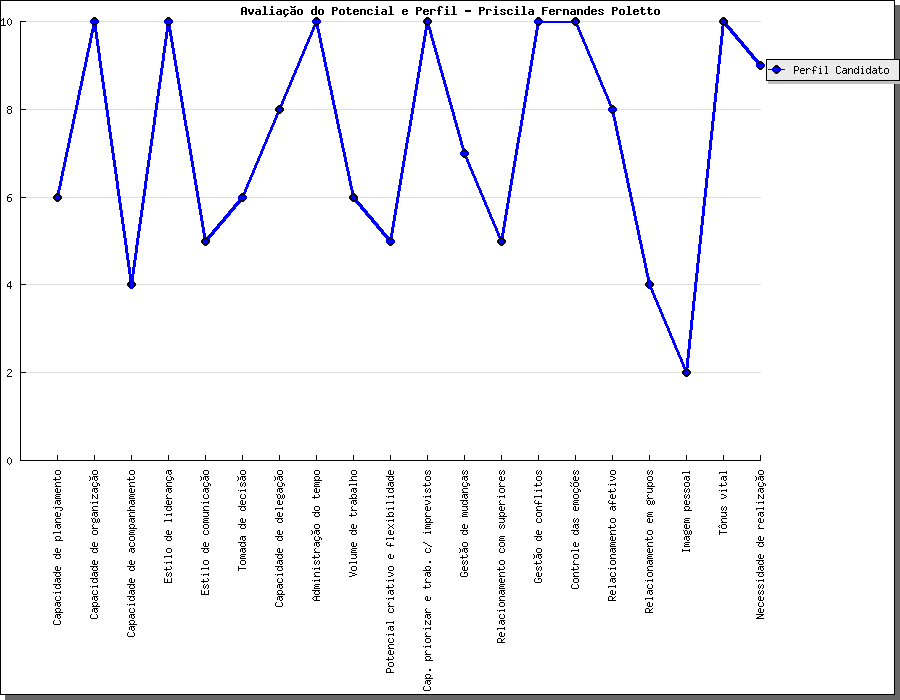 Avaliação do Potencial e Perfil - Priscila Fernandes Poletto
10
8
6
4
2
0
Perfil Candidato
Capacidade de planejamento
Capacidade de organização
Capacidade de acompanhamento
Estilo de liderança
Estilo de comunicação
Tomada de decisão
Capacidade de delegação
Administração do tempo
Volume de trabalho
Potencial criativo e flexibilidade
Cap. priorizar e trab. c/ imprevistos
Gestão de mudanças
Relacionamento com superiores
Gestão de conflitos
Controle das emoções
Relacionamento afetivo
Relacionamento em grupos
Imagem pessoal
Tônus vital
Necessidade de realização